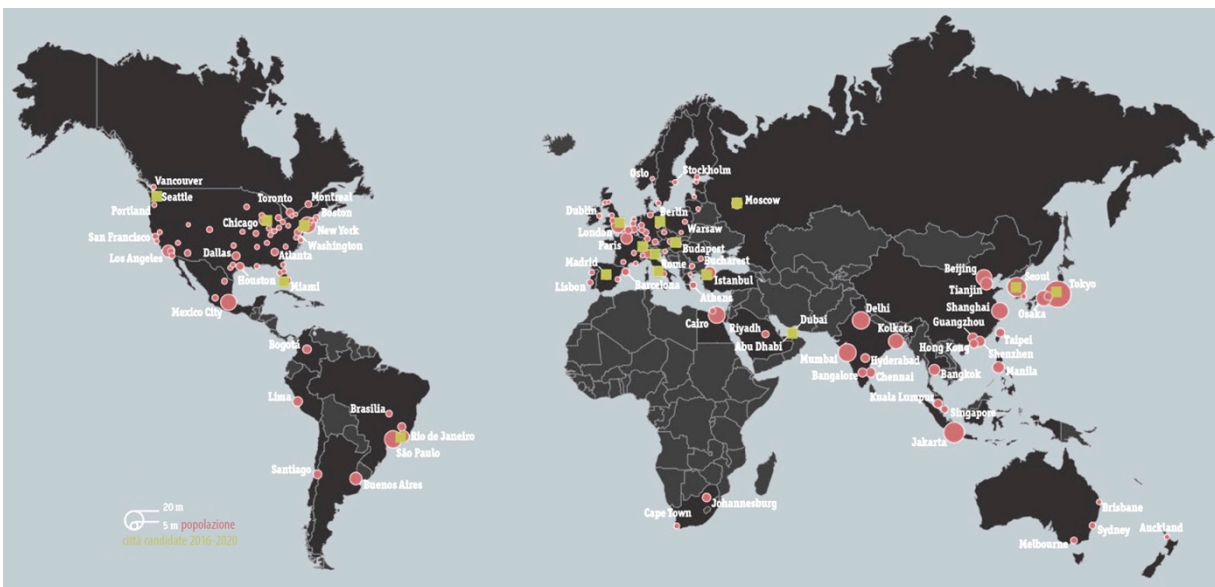 Vancouver
Seattle
Portland
San Francisco
Los Angeles
Mexico City
Chicago
Toronto
Montreal
Boston
New York
Washington
Dallas
Atlanta
Houston
Miami
Bogotá
Lima
Brasilia
Rio de Janeiro
São Paulo
Santiago
Buenos Aires
Oslo
Stockholm
Moscow
Dublin
Berlin
London
Warsaw
Paris
Budapest
Madrid
Rome
Bucharest
Lisbon
Barcelona
Istanbul
Athens
Cairo
Riyadh
Dubai
Abu Dhabi
Cape Town
Johannesburg
Delhi
Kolkata
Mumbai
Hyderabad
Bangalore
Chennai
Beijing
Seoul
Tianjin
Tokyo
Shanghai
Osaka
Guangzhou
Taipei
Hong Kong
Shenzhen
Bangkok
Manila
Kuala Lumpur
Singapore
Jakarta
Brisbane
Sydney
Auckland
Melbourne
20 m
5 m popolazione
città candidate 2016-2020